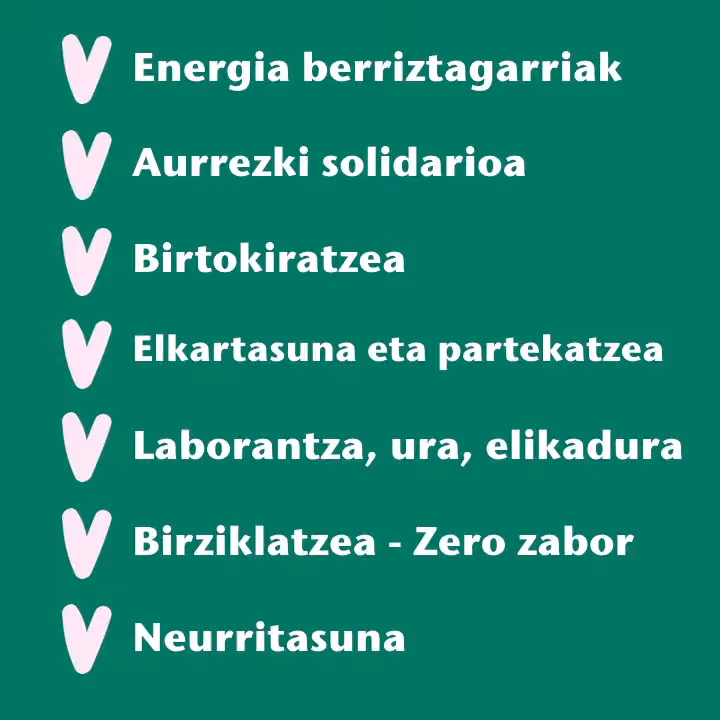 Energia berriztagarriak
Aurrezki solidarioa
Birtokiratzea
Elkartasuna eta partekatzea
Laborantza, ura, elikadura
Birziklatzea - Zero zabor
Neurritasuna